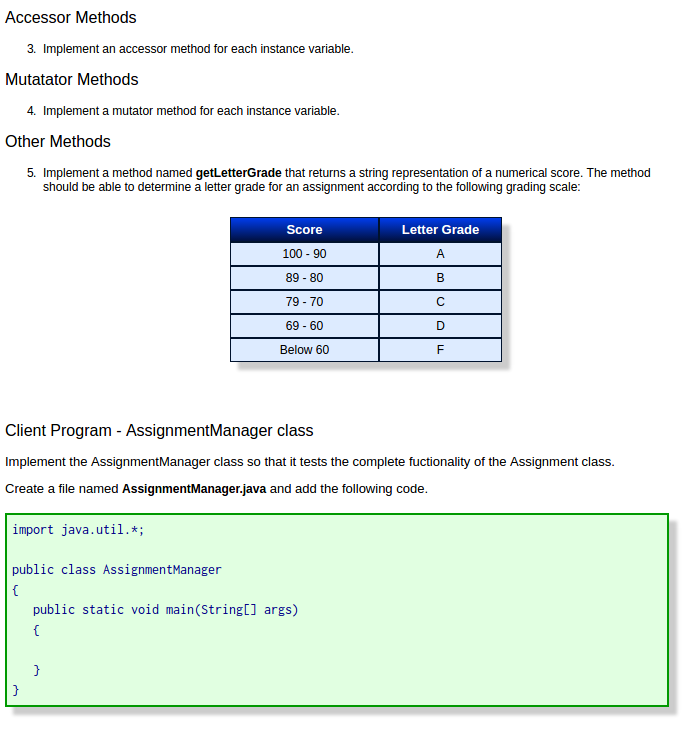 Accessor Methods
3. Implement an accessor method for each instance variable.
Mutatator Methods
4. Implement a mutator method for each instance variable.
Other Methods
5. Implement a method named getLetterGrade that returns a string representation of a numerical score. The method
should be able to determine a letter grade for an assignment according to the following grading scale:
Score Letter Grade
100 - 90 A
89 - 80 B
79 - 70 C
69 - 60 D
Below 60 F
Client Program - AssignmentManager class
Implement the AssignmentManager class so that it tests the complete fuctionality of the Assignment class.
Create a file named AssignmentManager.java and add the following code.
import java.util.*;
public class AssignmentManager
{
public static void main(String[] args)
{
}
}